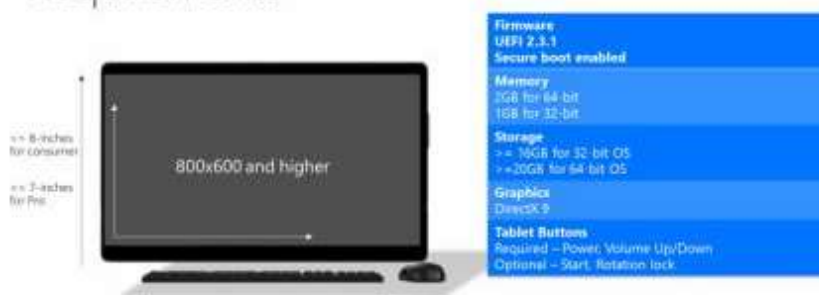 >= 8-inches
for consumer
>= 7-inches
for Pro
800x600 and higher
Firmware
UEFI 2.3.1
Secure boot enabled
Memory
2GB for 64-bit
1GB for 32-bit
Storage
>= 16GB for 32-bit OS
>=20GB for 64-bit OS
Graphics
DirectX 9
Tablet Buttons
Required – Power, Volume Up/Down
Optional – Start, Rotation lock